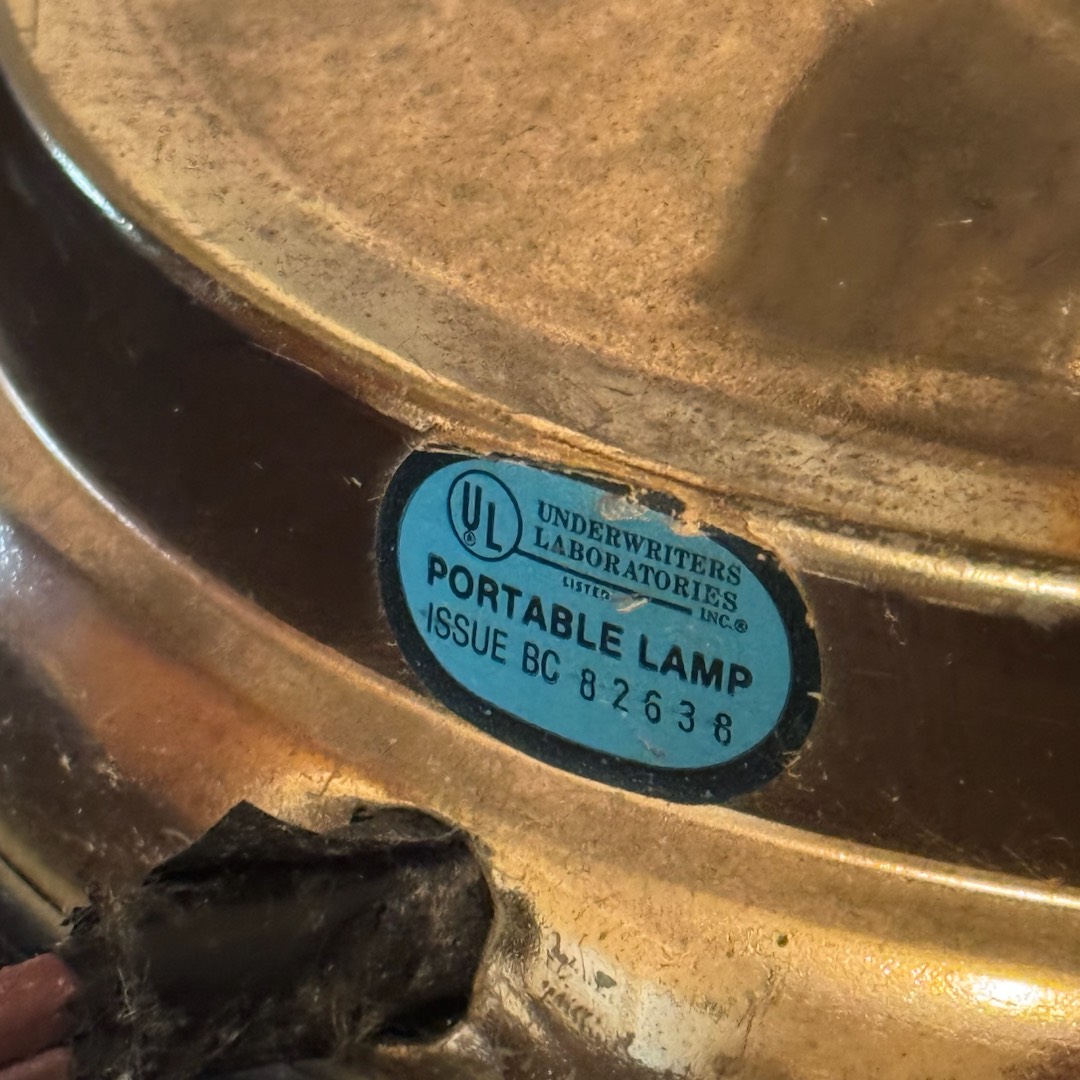 UL®
UNDERWRITERS
LABORATORIES
LISTED
INC.®
PORTABLE LAMP
ISSUE BC 82638